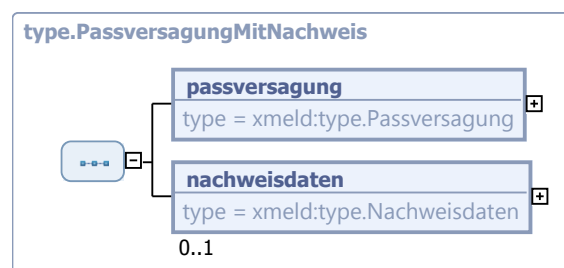 type.PassversagungMitNachweis
passversagung
type = xmeld:type.Passversagung
nachweisdaten
type = xmeld:type.Nachweisdaten
0..1